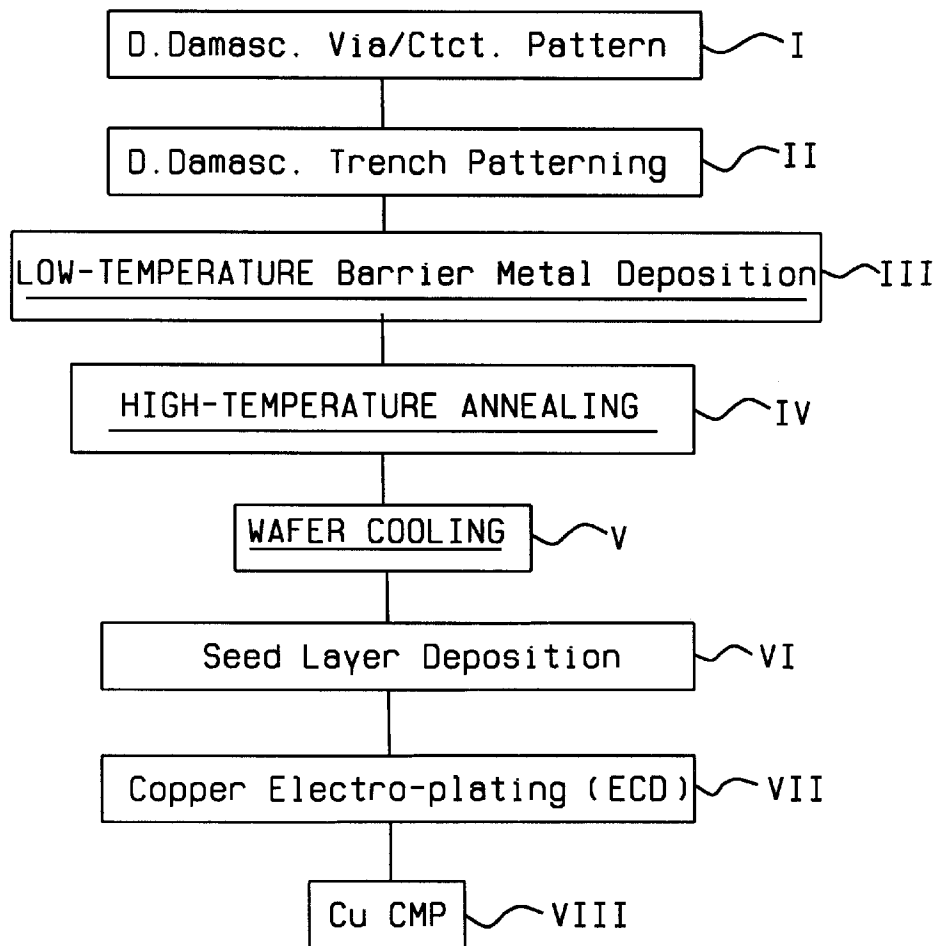 D.Damasc. Via/Ctct. Pattern I
D.Damasc. Trench Patterning II
LOW-TEMPERATURE Barrier Metal Deposition III
HIGH-TEMPERATURE ANNEALING IV
WAFER COOLING V
Seed Layer Deposition VI
Copper Electro-plating (ECD) VII
Cu CMP VIII